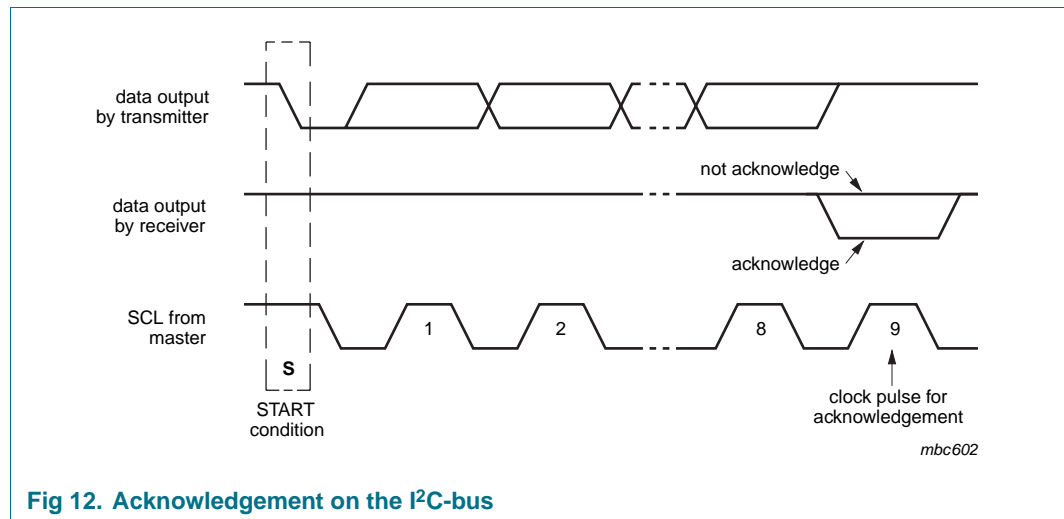 data output
by transmitter
not acknowledge
data output
by receiver
acknowledge
SCL from
master
1
2
8
9
S
START
condition
clock pulse for
acknowledgement
mbc602
Fig 12. Acknowledgement on the I²C-bus